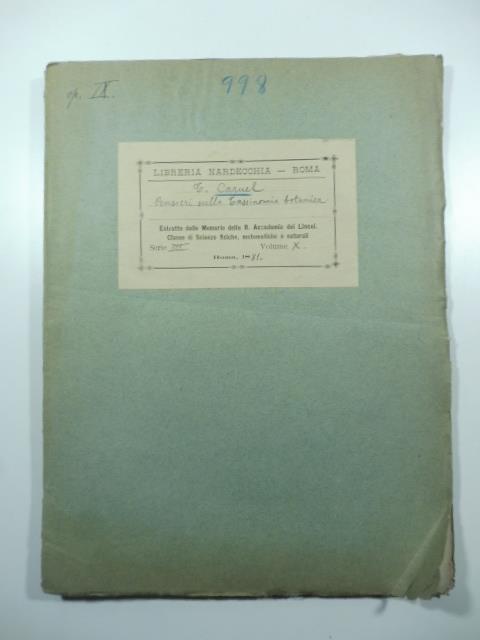 op. IX.
998
LIBRERIA NARDECCHIA — ROMA
T. Caruel
Pensieri sulla Tassinomia botanica
Estratto dalle Memorie della R. Accademia dei Lincei.
Classe di Scienze fisiche, matematiche e naturali
Serie Volume X.
Roma, 1881.